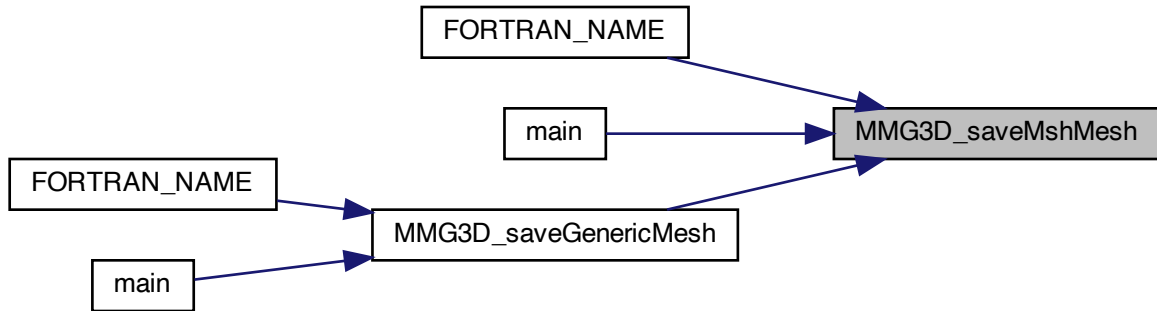 FORTRAN_NAME
main
MMG3D_saveMshMesh
FORTRAN_NAME
MMG3D_saveGenericMesh
main